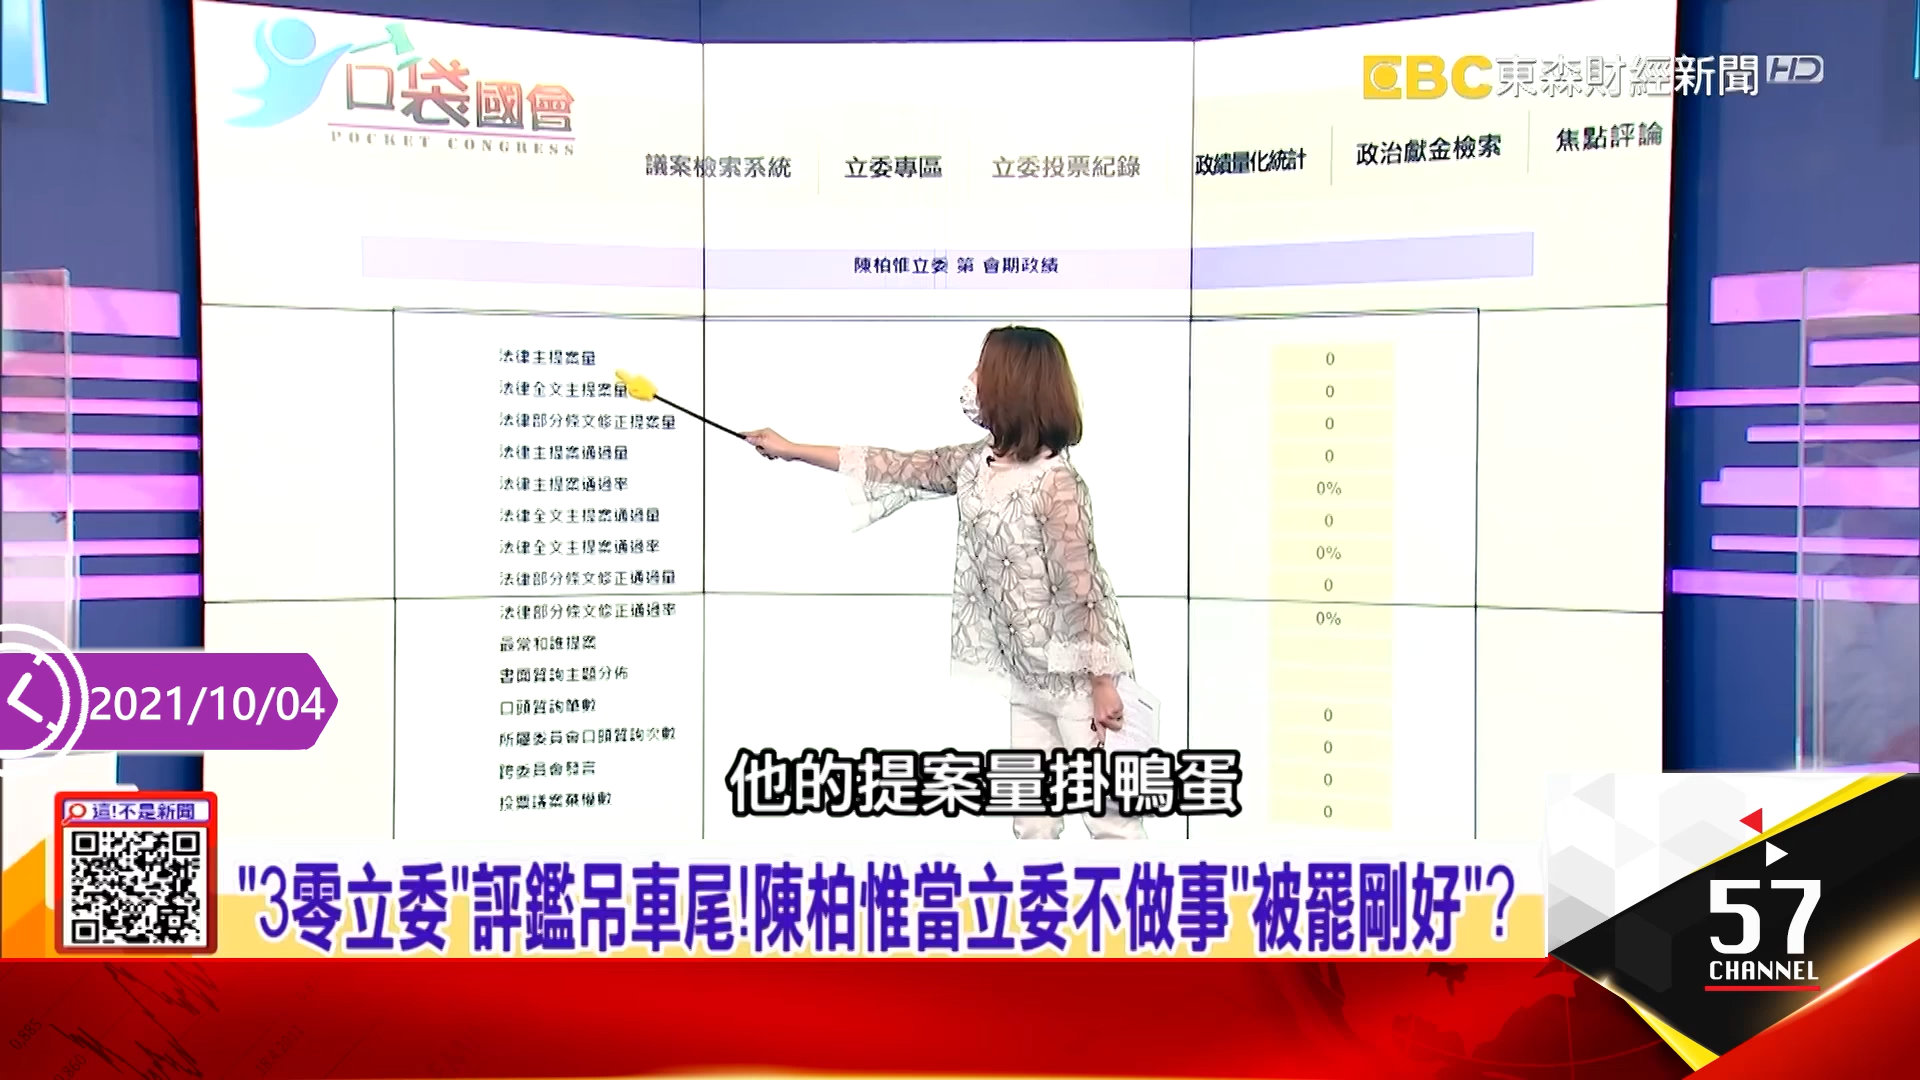 口袋國會
POCKET CONGRESS
EBC東森財經新聞HD
議案檢索系統 立委專區 立委投票紀錄 政績量化統計 政治獻金檢索 焦點評論
陳柏惟立委 第 會期政績
法律主提案量 0
法律全文主提案量 0
法律部分條文修正提案量 0
法律主提案通過量 0
法律主提案通過率 0%
法律全文主提案通過量 0
法律全文主提案通過率 0%
法律部分條文修正通過量 0
法律部分條文修正通過率 0%
最常和誰提案
書面質詢主題分佈
口頭質詢筆數 0
所屬委員會口頭質詢次數 0
跨委員會發言 0
投票議案棄權數 0
2021/10/04
他的提案量掛鴨蛋
這!不是新聞
"3零立委"評鑑吊車尾!陳柏惟當立委不做事"被罷剛好"?
57
CHANNEL